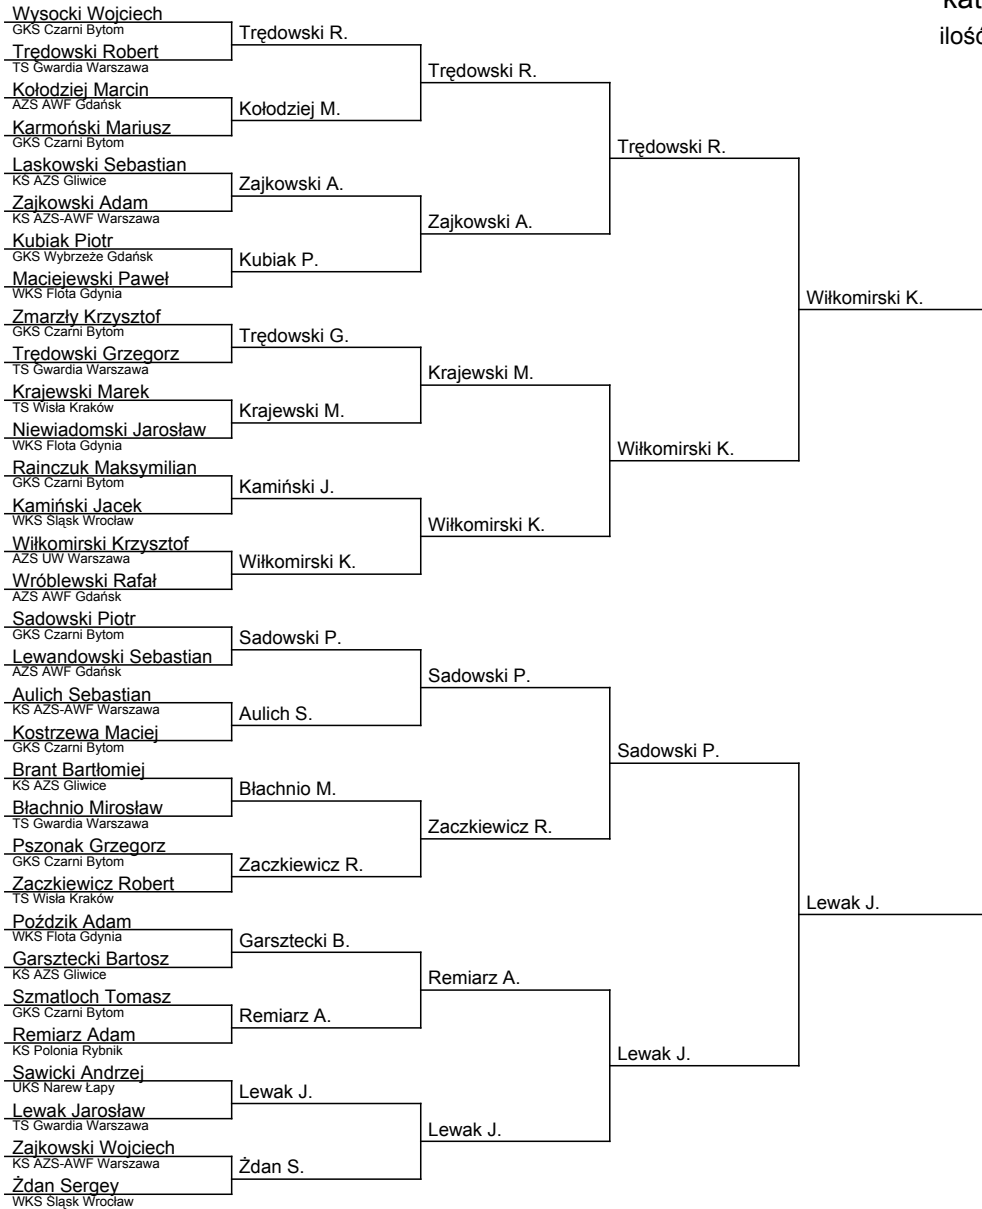 kat
ilość
Wysocki Wojciech
GKS Czarni Bytom
Trędowski Robert
TS Gwardia Warszawa
Kołodziej Marcin
AZS AWF Gdańsk
Karmoński Mariusz
GKS Czarni Bytom
Laskowski Sebastian
KŚ AZS Gliwice
Zajkowski Adam
KS AZS-AWF Warszawa
Kubiak Piotr
GKS Wybrzeże Gdańsk
Maciejewski Paweł
WKS Flota Gdynia
Zmarzły Krzysztof
GKS Czarni Bytom
Trędowski Grzegorz
TS Gwardia Warszawa
Krajewski Marek
TS Wisła Kraków
Niewiadomski Jarosław
WKS Flota Gdynia
Rainczuk Maksymilian
GKS Czarni Bytom
Kamiński Jacek
WKS Śląsk Wrocław
Wiłkomirski Krzysztof
AZS UW Warszawa
Wróblewski Rafał
AZS AWF Gdańsk
Sadowski Piotr
GKS Czarni Bytom
Lewandowski Sebastian
AZS AWF Gdańsk
Aulich Sebastian
KS AZS-AWF Warszawa
Kostrzewa Maciej
GKS Czarni Bytom
Brant Bartłomiej
KŚ AZS Gliwice
Błachnio Mirosław
TS Gwardia Warszawa
Pszonak Grzegorz
GKS Czarni Bytom
Zaczkiewicz Robert
TS Wisła Kraków
Poździk Adam
WKS Flota Gdynia
Garsztecki Bartosz
KŚ AZS Gliwice
Szmatloch Tomasz
GKS Czarni Bytom
Remiarz Adam
KS Polonia Rybnik
Sawicki Andrzej
UKS Narew Łapy
Lewak Jarosław
TS Gwardia Warszawa
Zajkowski Wojciech
KS AZS-AWF Warszawa
Żdan Sergey
WKS Śląsk Wrocław
Trędowski R.
Kołodziej M.
Zajkowski A.
Kubiak P.
Trędowski G.
Krajewski M.
Kamiński J.
Wiłkomirski K.
Sadowski P.
Aulich S.
Błachnio M.
Zaczkiewicz R.
Garsztecki B.
Remiarz A.
Lewak J.
Żdan S.
Trędowski R.
Zajkowski A.
Krajewski M.
Wiłkomirski K.
Sadowski P.
Zaczkiewicz R.
Remiarz A.
Lewak J.
Trędowski R.
Wiłkomirski K.
Sadowski P.
Lewak J.
Wiłkomirski K.
Lewak J.